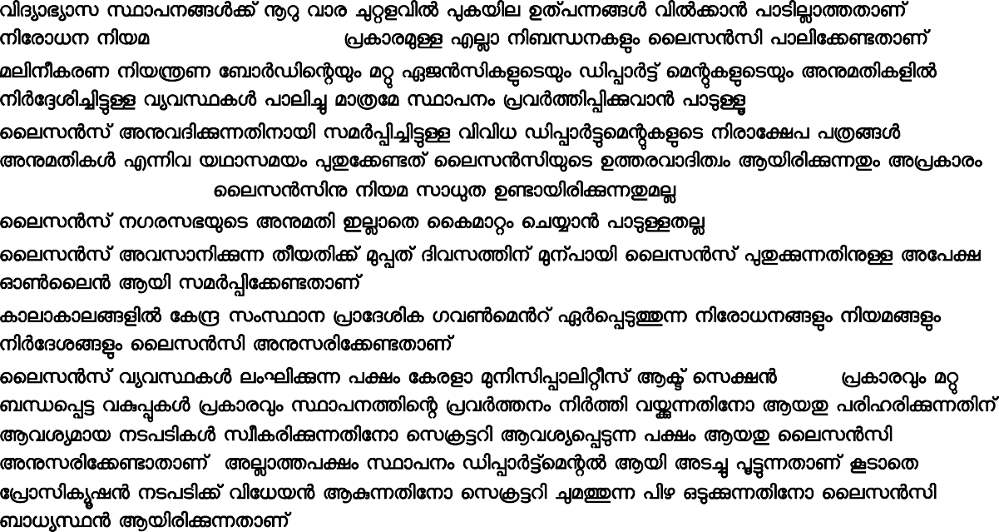 വിദ്യാഭ്യാസ സ്ഥാപനങ്ങൾക്ക് നൂറു വാര ചുറ്റളവിൽ പുകയില ഉത്പന്നങ്ങൾ വിൽക്കാൻ പാടില്ലാത്തതാണ്
നിരോധന നിയമ പ്രകാരമുള്ള എല്ലാ നിബന്ധനകളും ലൈസൻസി പാലിക്കേണ്ടതാണ്
മലിനീകരണ നിയന്ത്രണ ബോർഡിന്റെയും മറ്റു ഏജൻസികളുടെയും ഡിപ്പാർട്ട് മെന്റുകളുടെയും അനുമതികളിൽ
നിർദ്ദേശിച്ചിട്ടുള്ള വ്യവസ്ഥകൾ പാലിച്ചു മാത്രമേ സ്ഥാപനം പ്രവർത്തിപ്പിക്കുവാൻ പാടുള്ളൂ
ലൈസൻസ് അനുവദിക്കുന്നതിനായി സമർപ്പിച്ചിട്ടുള്ള വിവിധ ഡിപ്പാർട്ടുമെന്റുകളുടെ നിരാക്ഷേപ പത്രങ്ങൾ
അനുമതികൾ എന്നിവ യഥാസമയം പുതുക്കേണ്ടത് ലൈസൻസിയുടെ ഉത്തരവാദിത്വം ആയിരിക്കുന്നതും അപ്രകാരം
ലൈസൻസിനു നിയമ സാധുത ഉണ്ടായിരിക്കുന്നതുമല്ല
ലൈസൻസ് നഗരസഭയുടെ അനുമതി ഇല്ലാതെ കൈമാറ്റം ചെയ്യാൻ പാടുള്ളതല്ല
ലൈസൻസ് അവസാനിക്കുന്ന തീയതിക്ക് മുപ്പത് ദിവസത്തിന് മുന്പായി ലൈസൻസ് പുതുക്കുന്നതിനുള്ള അപേക്ഷ
ഓൺലൈൻ ആയി സമർപ്പിക്കേണ്ടതാണ്
കാലാകാലങ്ങളിൽ കേന്ദ്ര സംസ്ഥാന പ്രാദേശിക ഗവൺമെൻറ് ഏർപ്പെടുത്തുന്ന നിരോധനങ്ങളും നിയമങ്ങളും
നിർദേശങ്ങളും ലൈസൻസി അനുസരിക്കേണ്ടതാണ്
ലൈസൻസ് വ്യവസ്ഥകൾ ലംഘിക്കുന്ന പക്ഷം കേരളാ മുനിസിപ്പാലിറ്റീസ് ആക്ട് സെക്ഷൻ പ്രകാരവും മറ്റു
ബന്ധപ്പെട്ട വകുപ്പുകൾ പ്രകാരവും സ്ഥാപനത്തിന്റെ പ്രവർത്തനം നിർത്തി വയ്ക്കുന്നതിനോ ആയതു പരിഹരിക്കുന്നതിന്
ആവശ്യമായ നടപടികൾ സ്വീകരിക്കുന്നതിനോ സെക്രട്ടറി ആവശ്യപ്പെടുന്ന പക്ഷം ആയതു ലൈസൻസി
അനുസരിക്കേണ്ടാതാണ് അല്ലാത്തപക്ഷം സ്ഥാപനം ഡിപ്പാർട്ട്മെന്റൽ ആയി അടച്ചു പൂട്ടുന്നതാണ് കൂടാതെ
പ്രോസിക്യൂഷൻ നടപടിക്ക് വിധേയൻ ആകുന്നതിനോ സെക്രട്ടറി ചുമത്തുന്ന പിഴ ഒടുക്കുന്നതിനോ ലൈസൻസി
ബാധ്യസ്ഥൻ ആയിരിക്കുന്നതാണ്